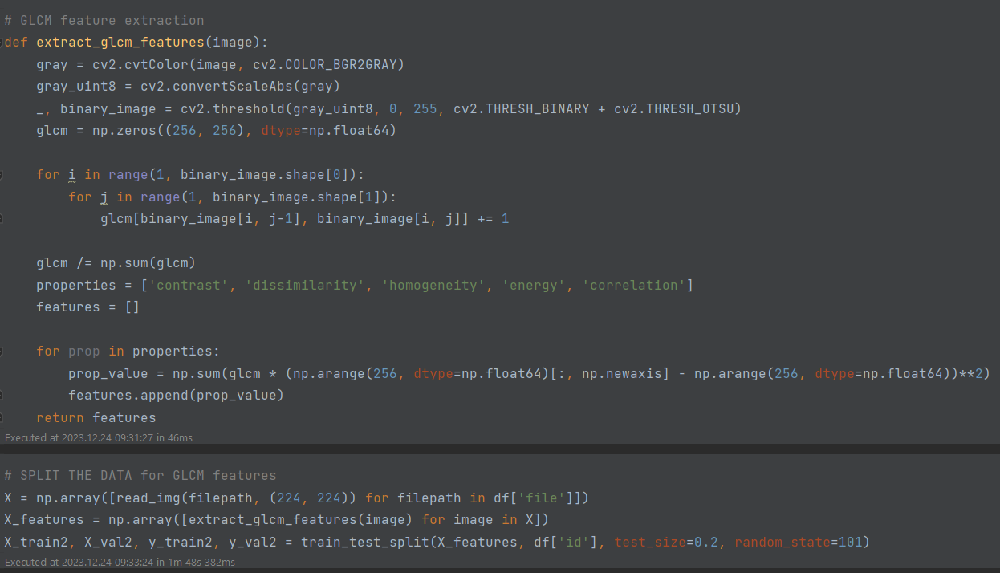 # GLCM feature extraction
def extract_glcm_features(image):
    gray = cv2.cvtColor(image, cv2.COLOR_BGR2GRAY)
    gray_uint8 = cv2.convertScaleAbs(gray)
    _, binary_image = cv2.threshold(gray_uint8, 0, 255, cv2.THRESH_BINARY + cv2.THRESH_OTSU)
    glcm = np.zeros((256, 256), dtype=np.float64)
    for i in range(1, binary_image.shape[0]):
        for j in range(1, binary_image.shape[1]):
            glcm[binary_image[i, j-1], binary_image[i, j]] += 1
    glcm /= np.sum(glcm)
    properties = ['contrast', 'dissimilarity', 'homogeneity', 'energy', 'correlation']
    features = []
    for prop in properties:
        prop_value = np.sum(glcm * (np.arange(256, dtype=np.float64)[:, np.newaxis] - np.arange(256, dtype=np.float64))**2)
        features.append(prop_value)
    return features
Executed at 2023.12.24 09:31:27 in 46ms
# SPLIT THE DATA for GLCM features
X = np.array([read_img(filepath, (224, 224)) for filepath in df['file']])
X_features = np.array([extract_glcm_features(image) for image in X])
X_train2, X_val2, y_train2, y_val2 = train_test_split(X_features, df['id'], test_size=0.2, random_state=101)
Executed at 2023.12.24 09:33:24 in 1m 48s 382ms